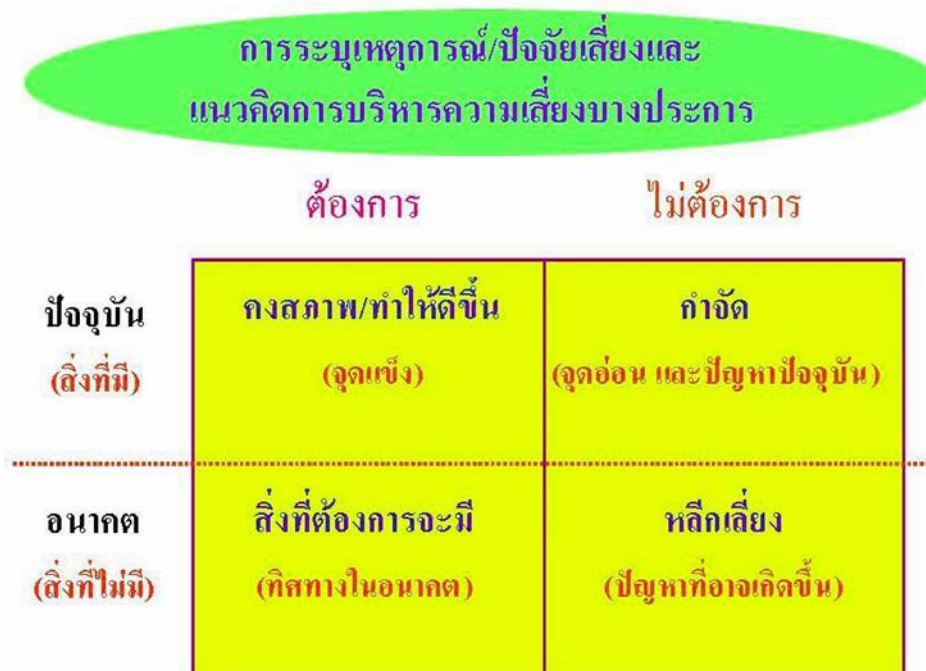 การระบุเหตุการณ์/ปัจจัยเสี่ยงและ
แนวคิดการบริหารความเสี่ยงบางประการ
ต้องการ ไม่ต้องการ
ปัจจุบัน คงสภาพ/ทำให้ดีขึ้น กำจัด
(สิ่งที่มี) (จุดแข็ง) (จุดอ่อน และปัญหาปัจจุบัน)
อนาคต สิ่งที่ต้องการจะมี หลีกเลี่ยง
(สิ่งที่ไม่มี) (ทิศทางในอนาคต) (ปัญหาที่อาจเกิดขึ้น)